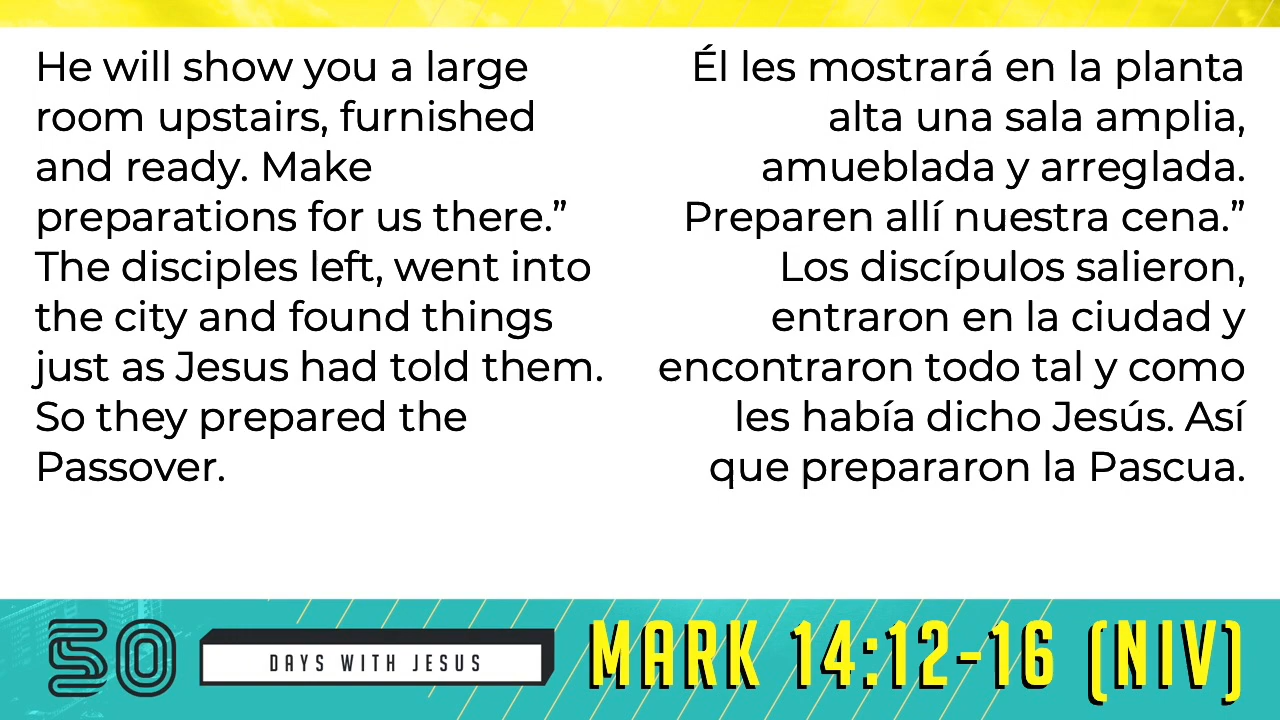 He will show you a large
room upstairs, furnished
and ready. Make
preparations for us there.”
The disciples left, went into
the city and found things
just as Jesus had told them.
So they prepared the
Passover.
Él les mostrará en la planta
alta una sala amplia,
amueblada y arreglada.
Preparen allí nuestra cena.”
Los discípulos salieron,
entraron en la ciudad y
encontraron todo tal y como
les había dicho Jesús. Así
que prepararon la Pascua.
50
DAYS WITH JESUS
MARK 14:12-16 (NIV)